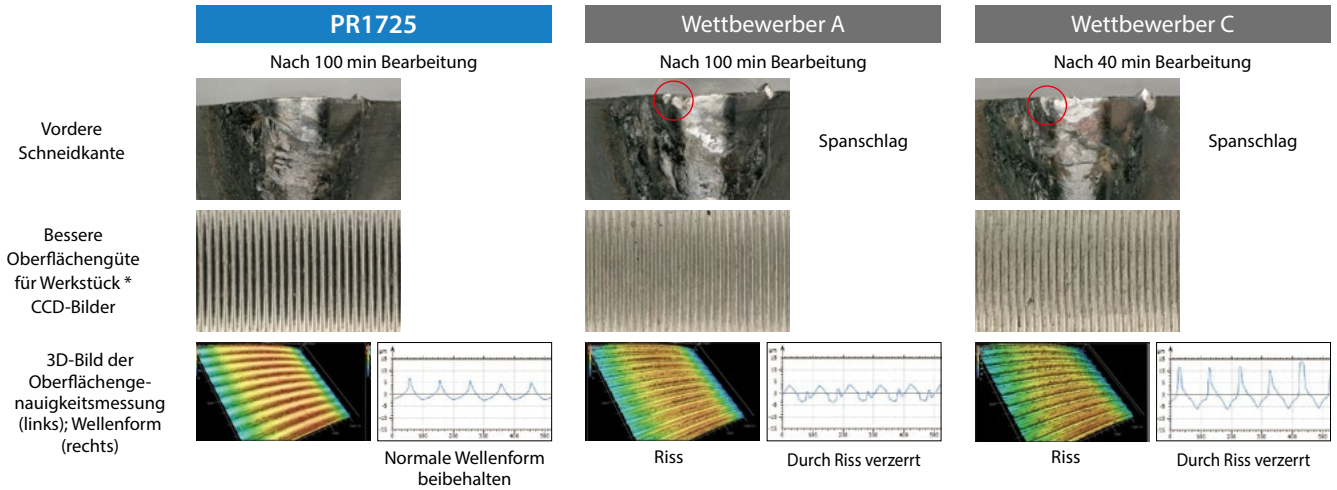 PR1725
Wettbewerber A
Wettbewerber C
Nach 100 min Bearbeitung
Nach 100 min Bearbeitung
Nach 40 min Bearbeitung
Vordere
Schneidkante
Spanschlag
Spanschlag
Bessere
Oberflächengüte
für Werkstück *
CCD-Bilder
3D-Bild der
Oberflächenge-
nauigkeitsmessung
(links); Wellenform
(rechts)
Normale Wellenform
beibehalten
Riss
Durch Riss verzerrt
Riss
Durch Riss verzerrt